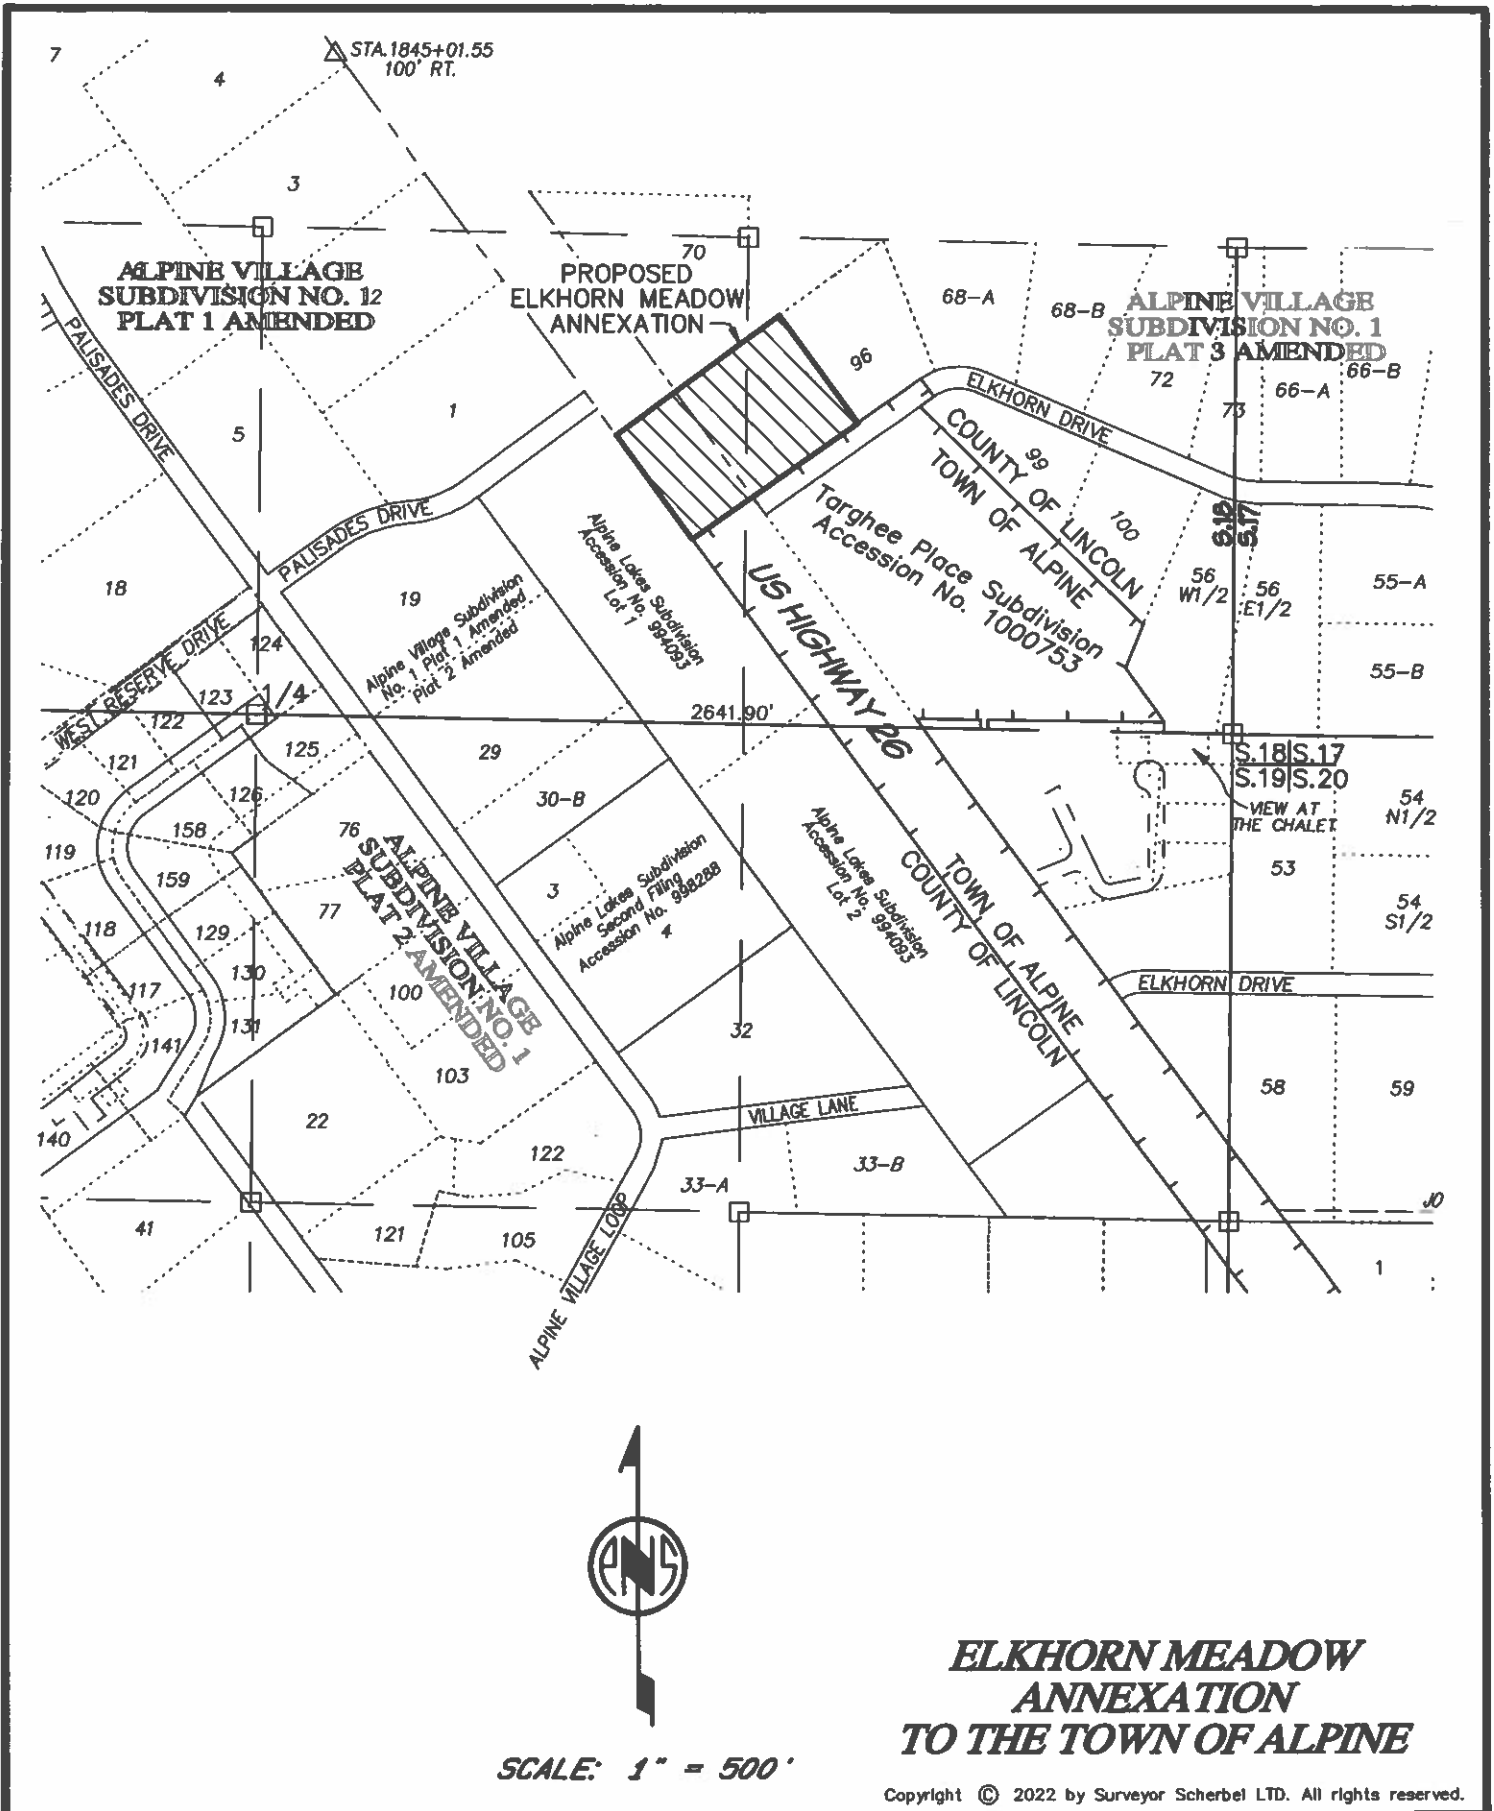 7
4
STA.1845+01.55
100' RT.
3
70
PROPOSED
ELKHORN MEADOW
ANNEXATION
ALPINE VILLAGE
SUBDIVISION NO. 1
PLAT 1 AMENDED
2
68-A
68-B
ALPINE VILLAGE
SUBDIVISION NO. 1
PLAT 3 AMENDED
96
72
73
66-A
66-B
PALISADES DRIVE
1
5
ELKHORN DRIVE
COUNTY OF LINCOLN
TOWN OF ALPINE
99
100
PALISADES DRIVE
Targhee Place Subdivision
Accession No. 1000753
S.18
S.17
18
19
Alpine Village Subdivision
No. 1 Plat 1 Amended
Plat 2 Amended
Alpine Lakes Subdivision
Accession No. 994093
Lot 1
US HIGHWAY 26
56
W1/2
56
E1/2
55-A
55-B
WEST RESERVE DRIVE
124
123
1/4
122
121
120
125
126
2641.90'
29
30-B
S.18 S.17
S.19 S.20
VIEW AT
THE CHALET
54
N1/2
53
54
S1/2
119
158
159
76
77
118
129
130
117
131
141
140
100
103
ALPINE VILLAGE
SUBDIVISION NO. 1
PLAT 2 AMENDED
3
Alpine Lakes Subdivision
Second Filing
Accession No. 998288
4
Alpine Lakes Subdivision
Accession No. 994093
Lot 2
TOWN OF ALPINE
COUNTY OF LINCOLN
ELKHORN DRIVE
32
58
59
22
VILLAGE LANE
122
33-A
33-B
41
121
105
ALPINE VILLAGE LOOP
1
SCALE: 1" = 500'
ELKHORN MEADOW
ANNEXATION
TO THE TOWN OF ALPINE
Copyright © 2022 by Surveyor Scherbel LTD. All rights reserved.